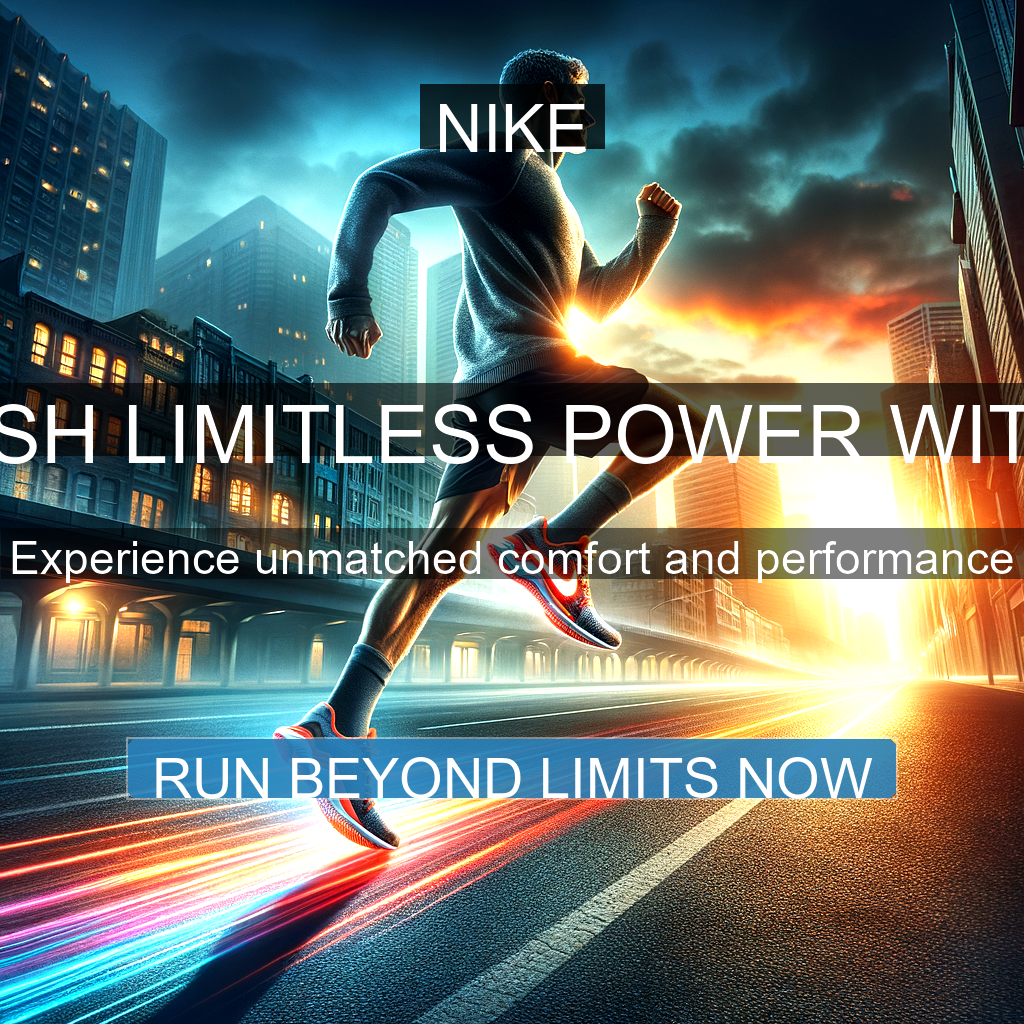 NIKE
SH LIMITLESS POWER WIT
Experience unmatched comfort and performance
RUN BEYOND LIMITS NOW